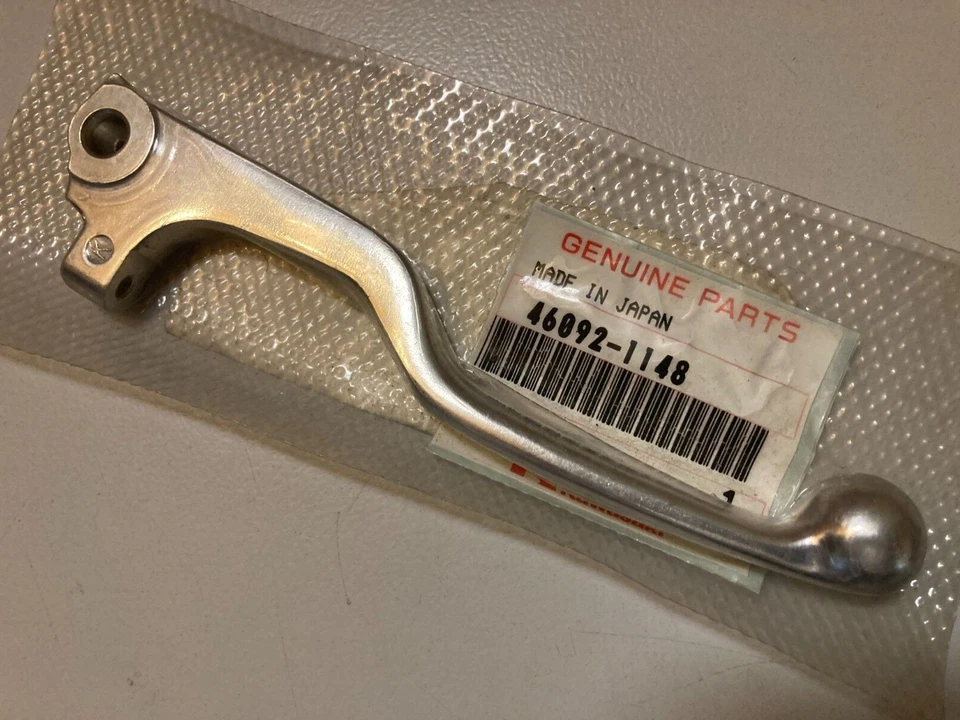 GENUINE PARTS
MADE IN JAPAN
46092-1148
1